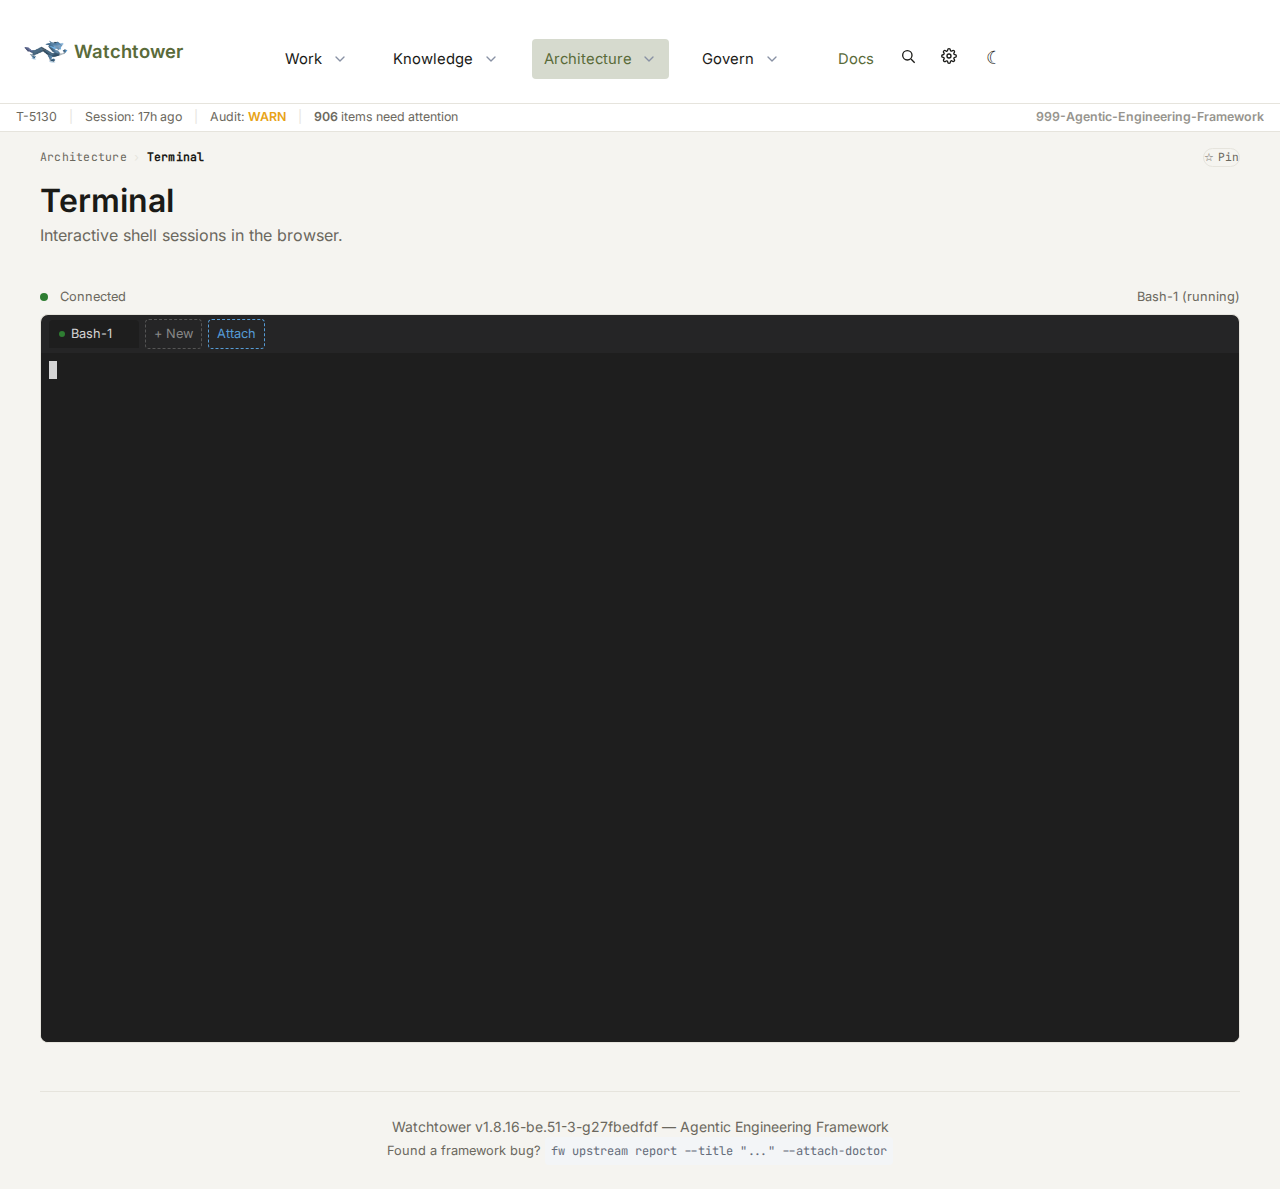 Watchtower
Work
Knowledge
Architecture
Govern
Docs
T-5130
Session: 17h ago
Audit: WARN
906 items need attention
999-Agentic-Engineering-Framework
Architecture › Terminal
☆ Pin
Terminal
Interactive shell sessions in the browser.
Connected
Bash-1 (running)
Bash-1
+ New
Attach
Watchtower v1.8.16-be.51-3-g27fbedfdf — Agentic Engineering Framework
Found a framework bug? fw upstream report --title "..." --attach-doctor